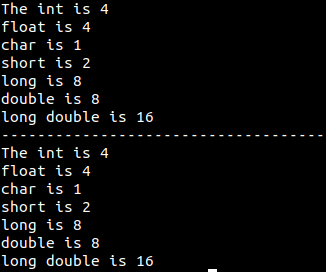 The int is 4
float is 4
char is 1
short is 2
long is 8
double is 8
long double is 16
------------------------------------
The int is 4
float is 4
char is 1
short is 2
long is 8
double is 8
long double is 16